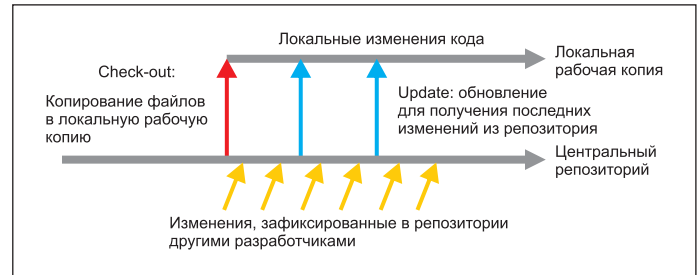 Локальные изменения кода
Локальная
рабочая копия
Check-out:
Копирование файлов
в локальную рабочую
копию
Update: обновление
для получения последних
изменений из репозитория
Центральный
репозиторий
Изменения, зафиксированные в репозитории
другими разработчиками